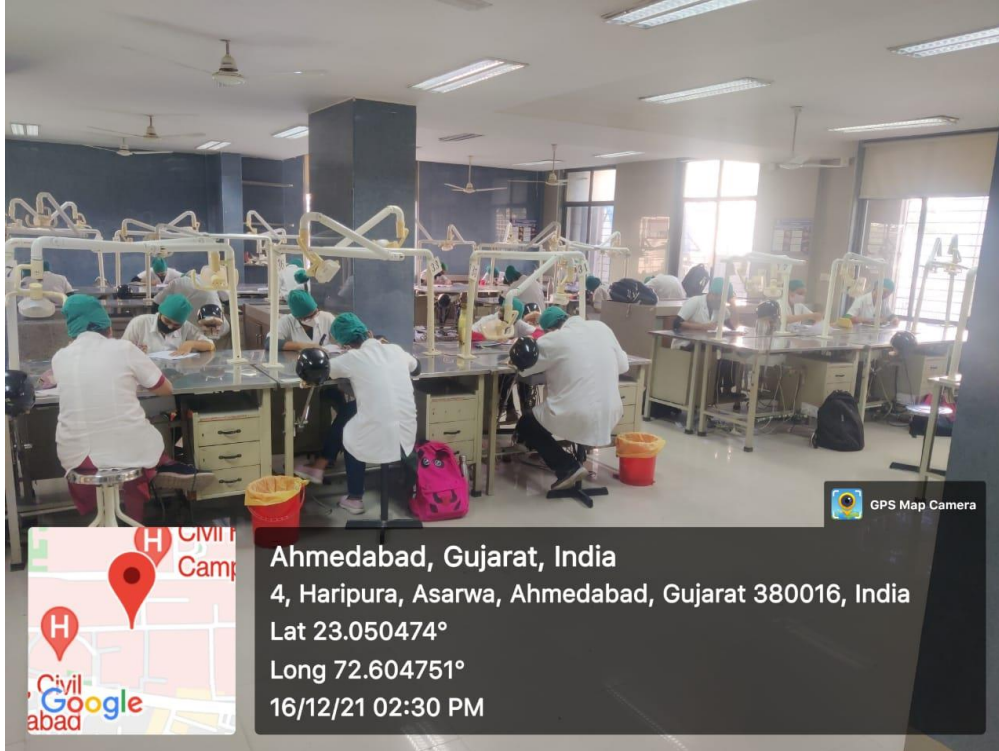 GPS Map Camera
Camp
Civil
Google
abad
Ahmedabad, Gujarat, India
4, Haripura, Asarwa, Ahmedabad, Gujarat 380016, India
Lat 23.050474°
Long 72.604751°
16/12/21 02:30 PM